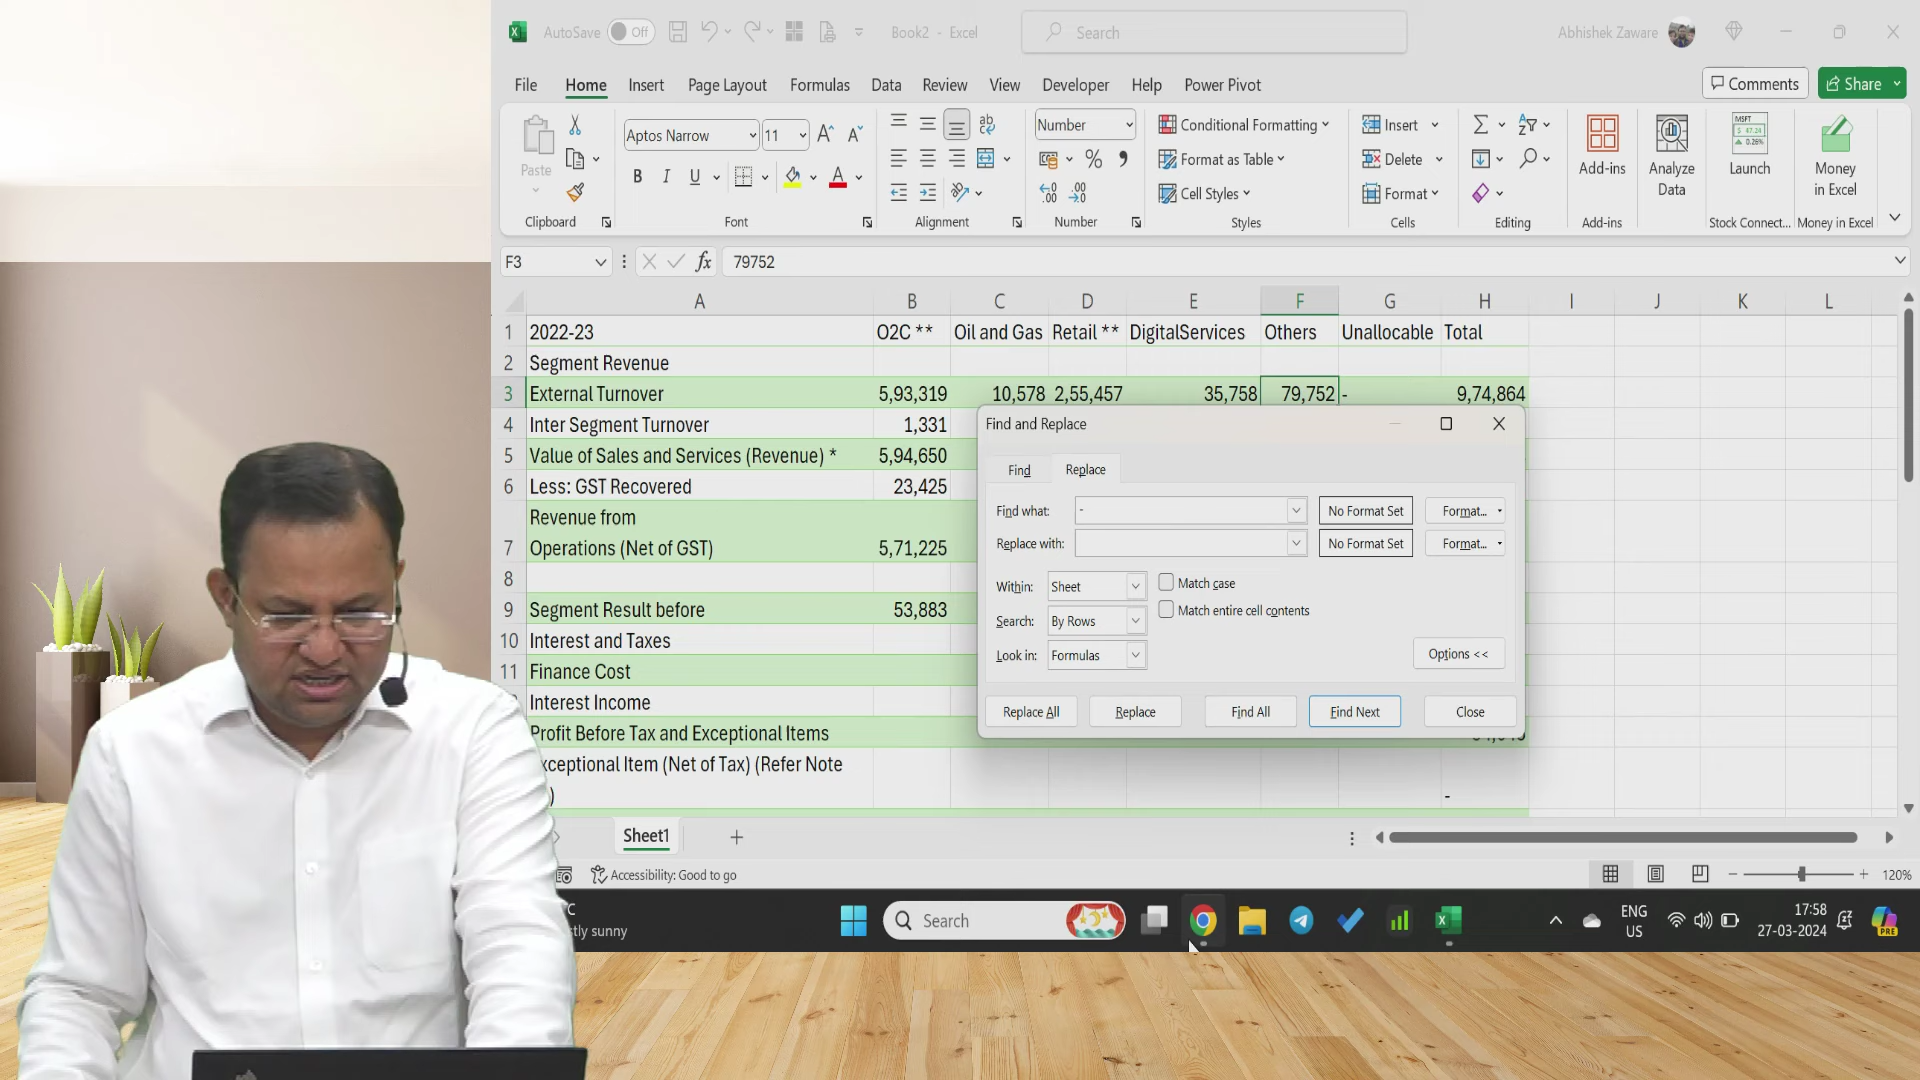 AutoSave Off Book2 - Excel Search Abhishek Zaware
File Home Insert Page Layout Formulas Data Review View Developer Help Power Pivot Comments Share
Paste
Clipboard
Aptos Narrow 11
B I U
Font
Alignment
Number
Number
Conditional Formatting
Format as Table
Cell Styles
Styles
Insert
Delete
Format
Cells
Editing
Add-ins
Add-ins
Analyze
Data
Launch
Stock Connect...
Money
in Excel
Money in Excel
F3 fx 79752
A B C D E F G H I J K L
1 2022-23 O2C ** Oil and Gas Retail ** DigitalServices Others Unallocable Total
2 Segment Revenue
3 External Turnover 5,93,319 10,578 2,55,457 35,758 79,752 - 9,74,864
4 Inter Segment Turnover 1,331
5 Value of Sales and Services (Revenue) * 5,94,650
6 Less: GST Recovered 23,425
Revenue from
7 Operations (Net of GST) 5,71,225
8
9 Segment Result before 53,883
10 Interest and Taxes
11 Finance Cost
Interest Income
Profit Before Tax and Exceptional Items
xceptional Item (Net of Tax) (Refer Note
) -
Find and Replace
Find Replace
Find what: - No Format Set Format...
Replace with: No Format Set Format...
Within: Sheet Match case
Search: By Rows Match entire cell contents
Look in: Formulas Options <<
Replace All Replace Find All Find Next Close
Sheet1
Accessibility: Good to go 120%
C
stly sunny
Search
ENG
US
17:58
27-03-2024
PRE